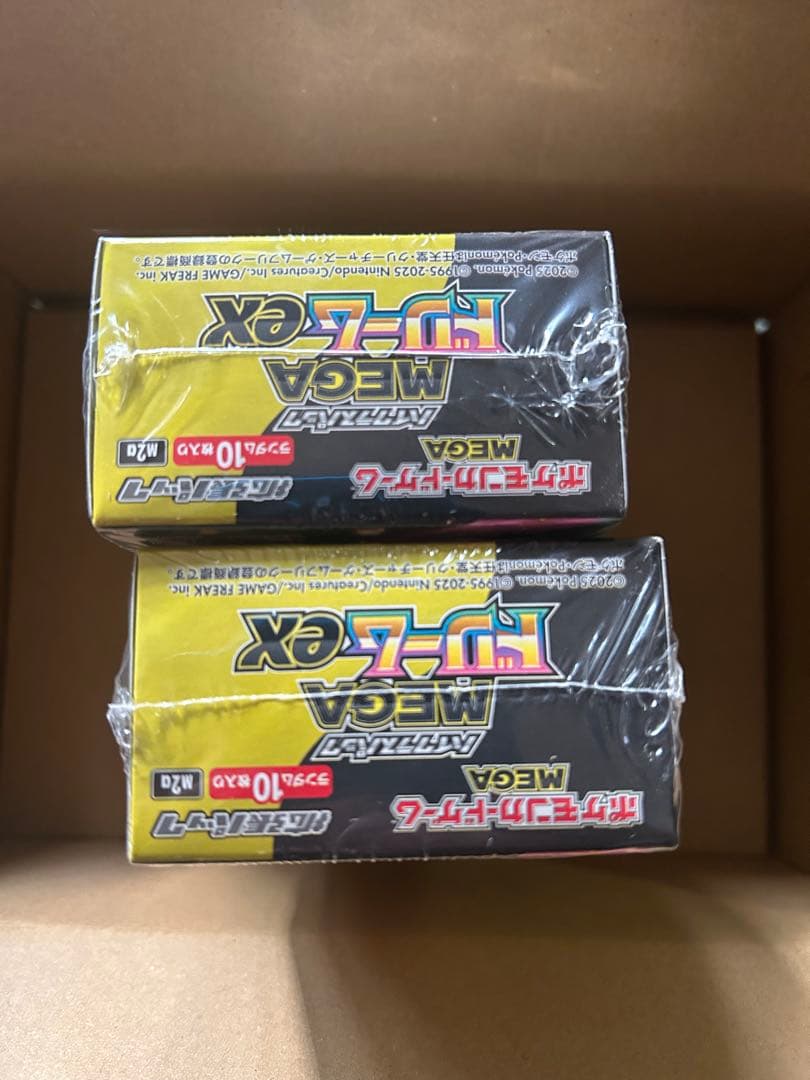 ポケモンカードゲーム
MEGA
拡張パック
ランダム10枚入り
M2a
ハイクラスパック
MEGA
ドリームex
©2025 Pokémon. ©1995-2025 Nintendo/Creatures Inc./GAME FREAK inc.
ポケモン・Pokémonは任天堂・クリーチャーズ・ゲームフリークの登録商標です。
ポケモンカードゲーム
MEGA
拡張パック
ランダム10枚入り
M2a
ハイクラスパック
MEGA
ドリームex
©2025 Pokémon. ©1995-2025 Nintendo/Creatures Inc./GAME FREAK inc.
ポケモン・Pokémonは任天堂・クリーチャーズ・ゲームフリークの登録商標です。